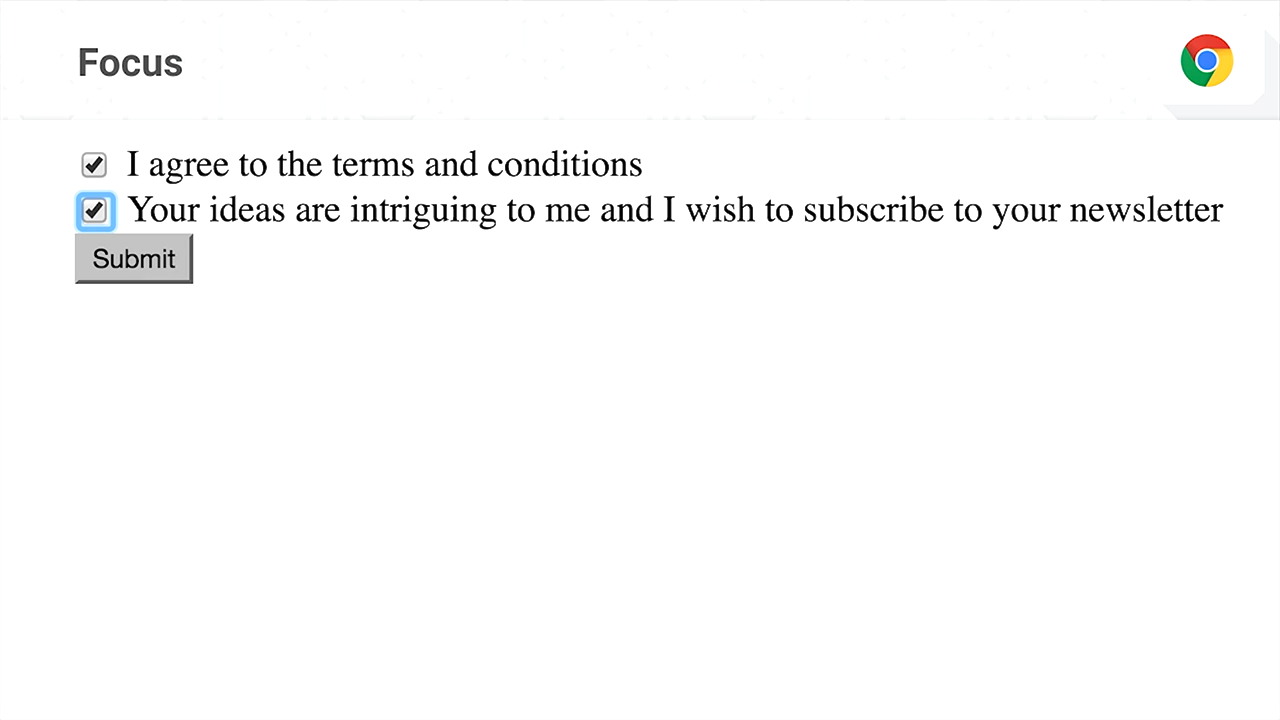 Focus
I agree to the terms and conditions
Your ideas are intriguing to me and I wish to subscribe to your newsletter
Submit